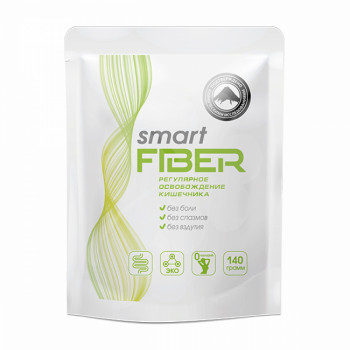 smart
FIBER
РЕГУЛЯРНОЕ
ОСВОБОЖДЕНИЕ
КИШЕЧНИКА
без боли
без спазмов
без вздутия
ЭКО
0
140
грамм